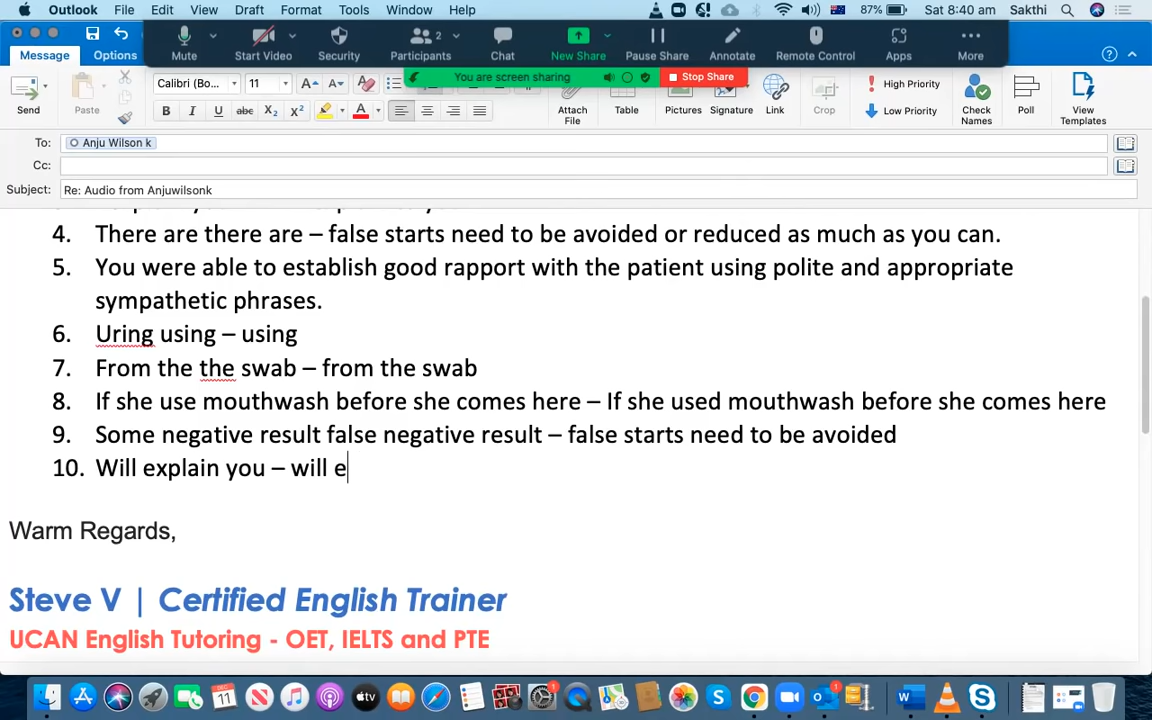 Outlook File Edit View Draft Format Tools Window Help 87% Sat 8:40 am Sakthi
Mute Start Video Security Participants 2 Chat New Share Pause Share Annotate Remote Control Apps More
Message Options
You are screen sharing Stop Share
Send Paste Calibri (Bo... 11 A A Attach File Table Pictures Signature Link Crop High Priority Low Priority Check Names Poll View Templates
B I U abc X2 X2 A
To: Anju Wilson k
Cc:
Subject: Re: Audio from Anjuwilsonk
4. There are there are – false starts need to be avoided or reduced as much as you can.
5. You were able to establish good rapport with the patient using polite and appropriate
sympathetic phrases.
6. Uring using – using
7. From the the swab – from the swab
8. If she use mouthwash before she comes here – If she used mouthwash before she comes here
9. Some negative result false negative result – false starts need to be avoided
10. Will explain you – will e
Warm Regards,
Steve V | Certified English Trainer
UCAN English Tutoring - OET, IELTS and PTE